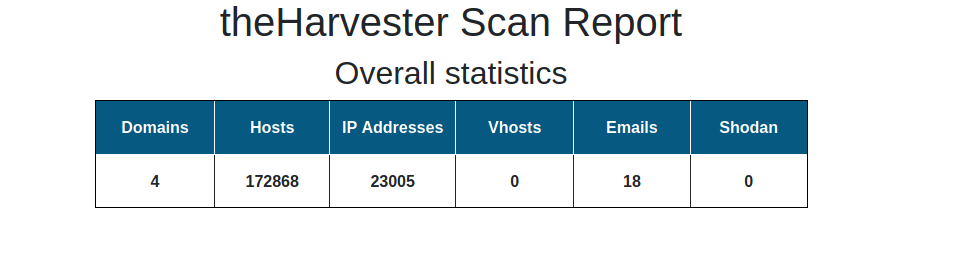 theHarvester Scan Report
Overall statistics
Domains Hosts IP Addresses Vhosts Emails Shodan
4 172868 23005 0 18 0